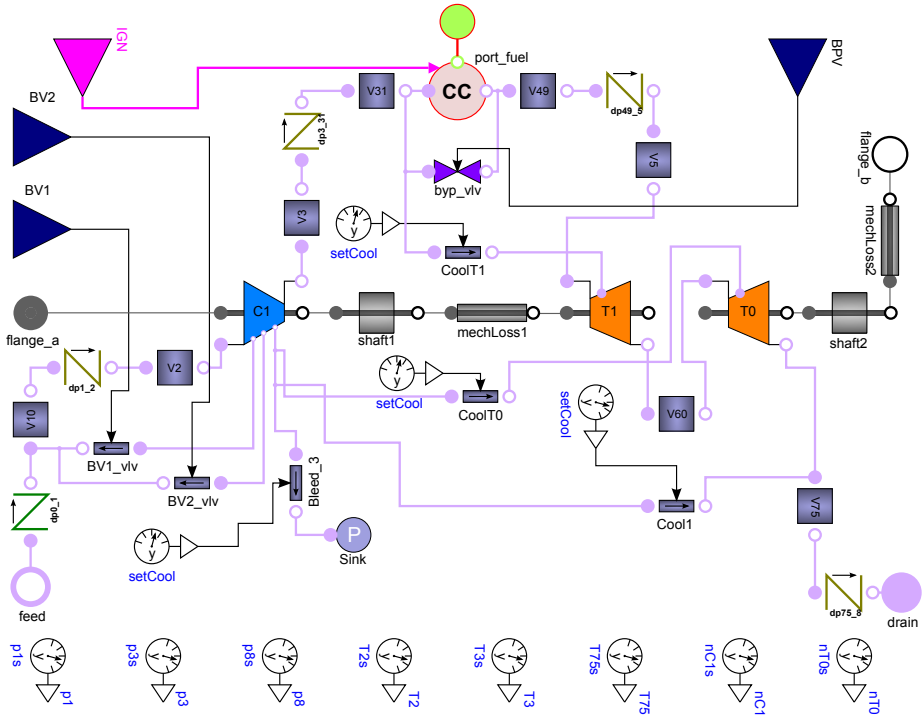 IGN
port_fuel
BPV
BV2
V31
CC
V49
dp49_5
dp3_31
V5
flange_b
byp_vlv
BV1
V3
y
setCool
CoolT1
mechLoss2
C1
T1
T0
flange_a
shaft1
mechLoss1
shaft2
V2
dp1_2
y
setCool
CoolT0
setCool
y
V60
V10
BV1_vlv
BV2_vlv
Bleed_3
V75
dp0_1
Cool1
y
setCool
P
Sink
feed
dp75_8
drain
p1s
y
p1
p3s
y
p3
p8s
y
p8
T2s
y
T2
T3s
y
T3
T75s
y
T75
nC1s
y
nC1
nT0s
y
nT0